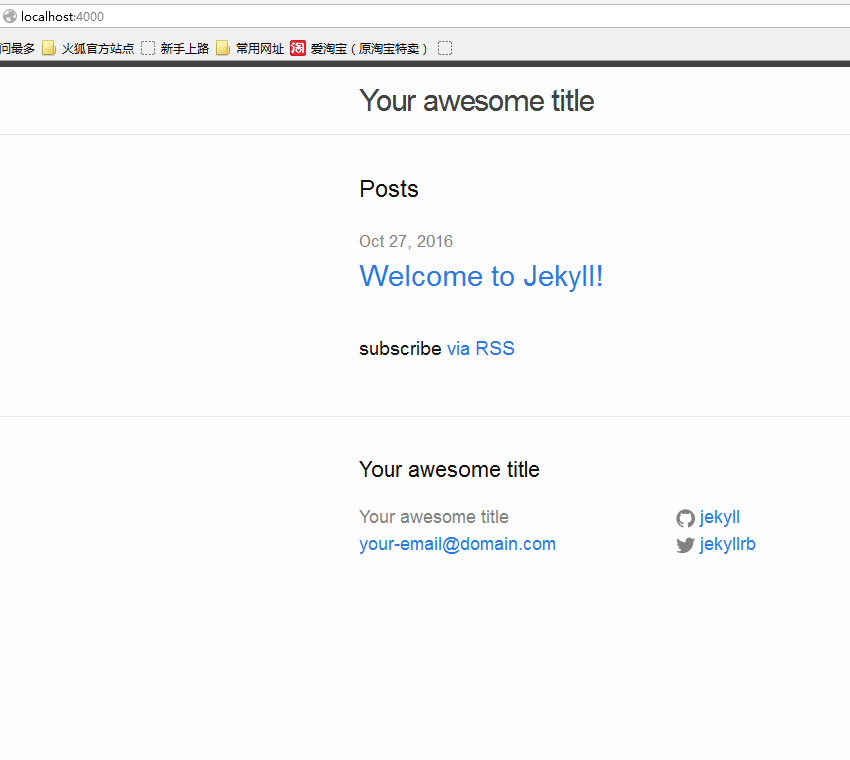 localhost:4000
问最多 火狐官方站点 新手上路 常用网址 淘 爱淘宝（原淘宝特卖）
Your awesome title
Posts
Oct 27, 2016
Welcome to Jekyll!
subscribe via RSS
Your awesome title
Your awesome title jekyll
your-email@domain.com jekyllrb